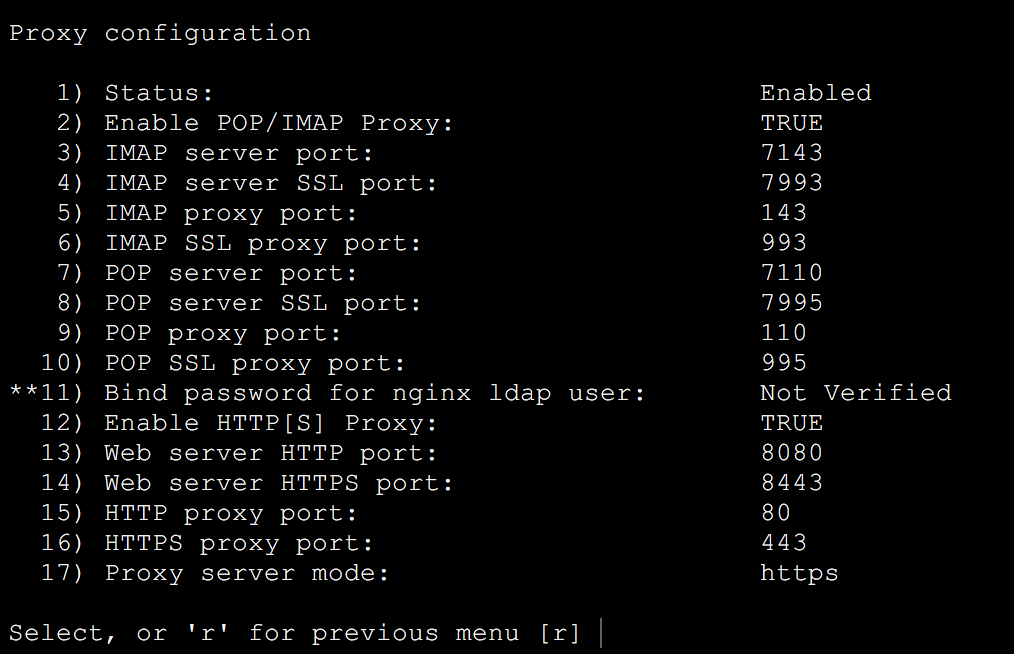 Proxy configuration
1) Status: Enabled
2) Enable POP/IMAP Proxy: TRUE
3) IMAP server port: 7143
4) IMAP server SSL port: 7993
5) IMAP proxy port: 143
6) IMAP SSL proxy port: 993
7) POP server port: 7110
8) POP server SSL port: 7995
9) POP proxy port: 110
10) POP SSL proxy port: 995
**11) Bind password for nginx ldap user: Not Verified
12) Enable HTTP[S] Proxy: TRUE
13) Web server HTTP port: 8080
14) Web server HTTPS port: 8443
15) HTTP proxy port: 80
16) HTTPS proxy port: 443
17) Proxy server mode: https
Select, or 'r' for previous menu [r]